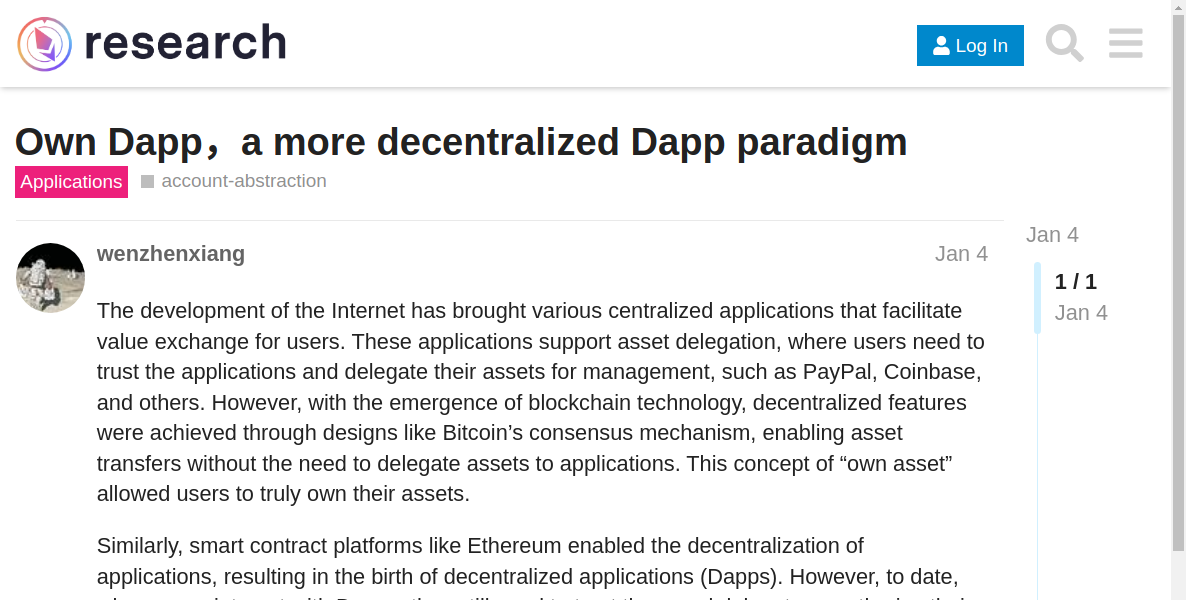 research
Log In
Own Dapp，a more decentralized Dapp paradigm
Applications
account-abstraction
wenzhenxiang
Jan 4
The development of the Internet has brought various centralized applications that facilitate
value exchange for users. These applications support asset delegation, where users need to
trust the applications and delegate their assets for management, such as PayPal, Coinbase,
and others. However, with the emergence of blockchain technology, decentralized features
were achieved through designs like Bitcoin’s consensus mechanism, enabling asset
transfers without the need to delegate assets to applications. This concept of “own asset”
allowed users to truly own their assets.
Similarly, smart contract platforms like Ethereum enabled the decentralization of
applications, resulting in the birth of decentralized applications (Dapps). However, to date,
Jan 4
1 / 1
Jan 4